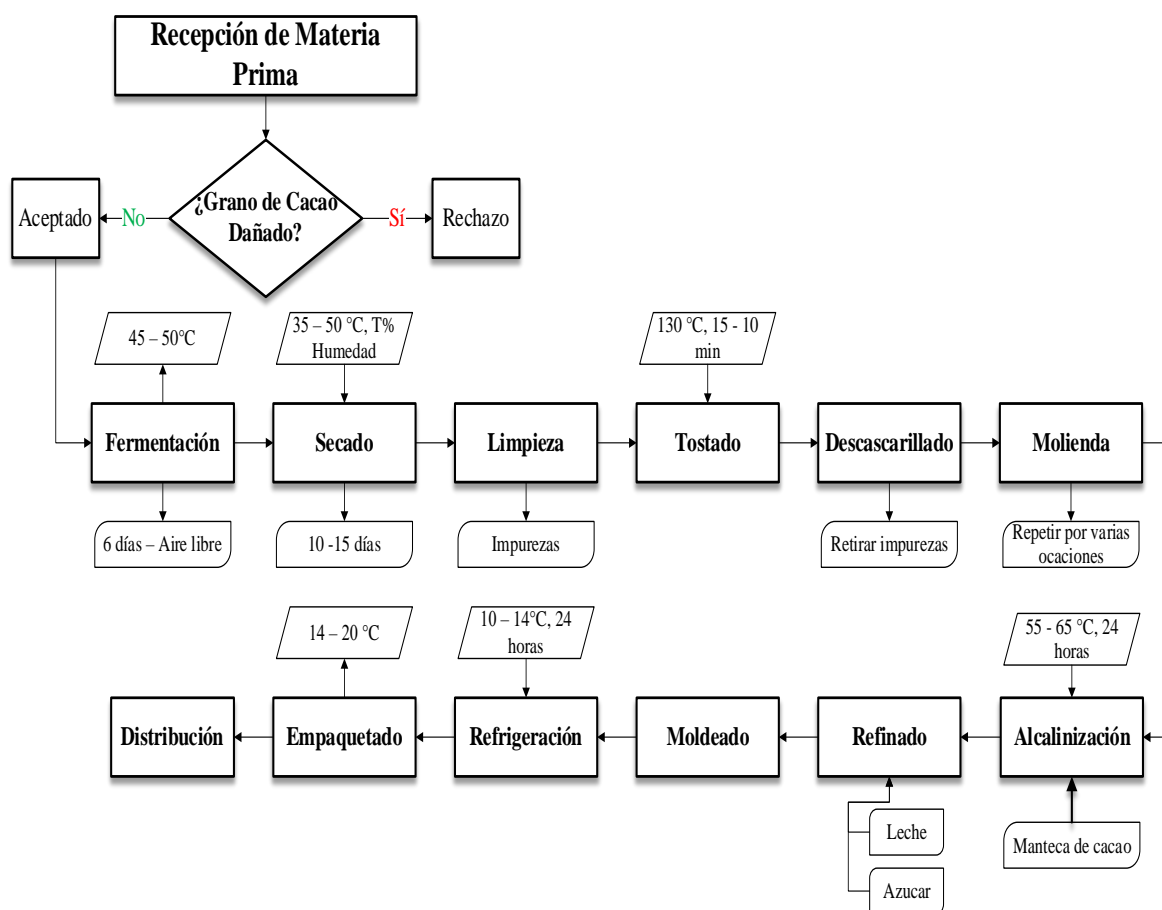 Recepción de Materia
Prima
¿Grano de Cacao
Dañado?
Aceptado
No
Sí
Rechazo
45 – 50°C
35 – 50 °C, T%
Humedad
130 °C, 15 - 10
min
Fermentación
Secado
Limpieza
Tostado
Descascarillado
Molienda
6 días – Aire libre
10 -15 días
Impurezas
Retirar impurezas
Repetir por varias
ocaciones
14 – 20 °C
10 – 14°C, 24
horas
55 - 65 °C, 24
horas
Distribución
Empaquetado
Refrigeración
Moldeado
Refinado
Alcalinización
Leche
Azucar
Manteca de cacao